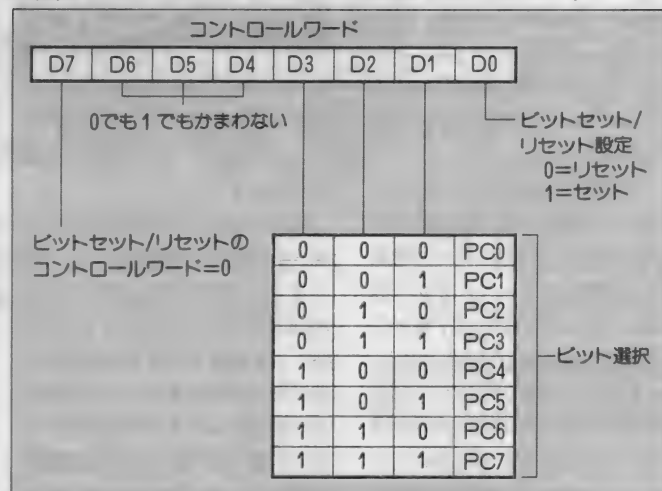 コントロールワード
D7 D6 D5 D4 D3 D2 D1 D0
0でも1でもかまわない
ビットセット/
リセット設定
0=リセット
1=セット
ビットセット/リセットの
コントロールワード=0
0 0 0 PC0
0 0 1 PC1
0 1 0 PC2
0 1 1 PC3
1 0 0 PC4
1 0 1 PC5
1 1 0 PC6
1 1 1 PC7
ビット選択